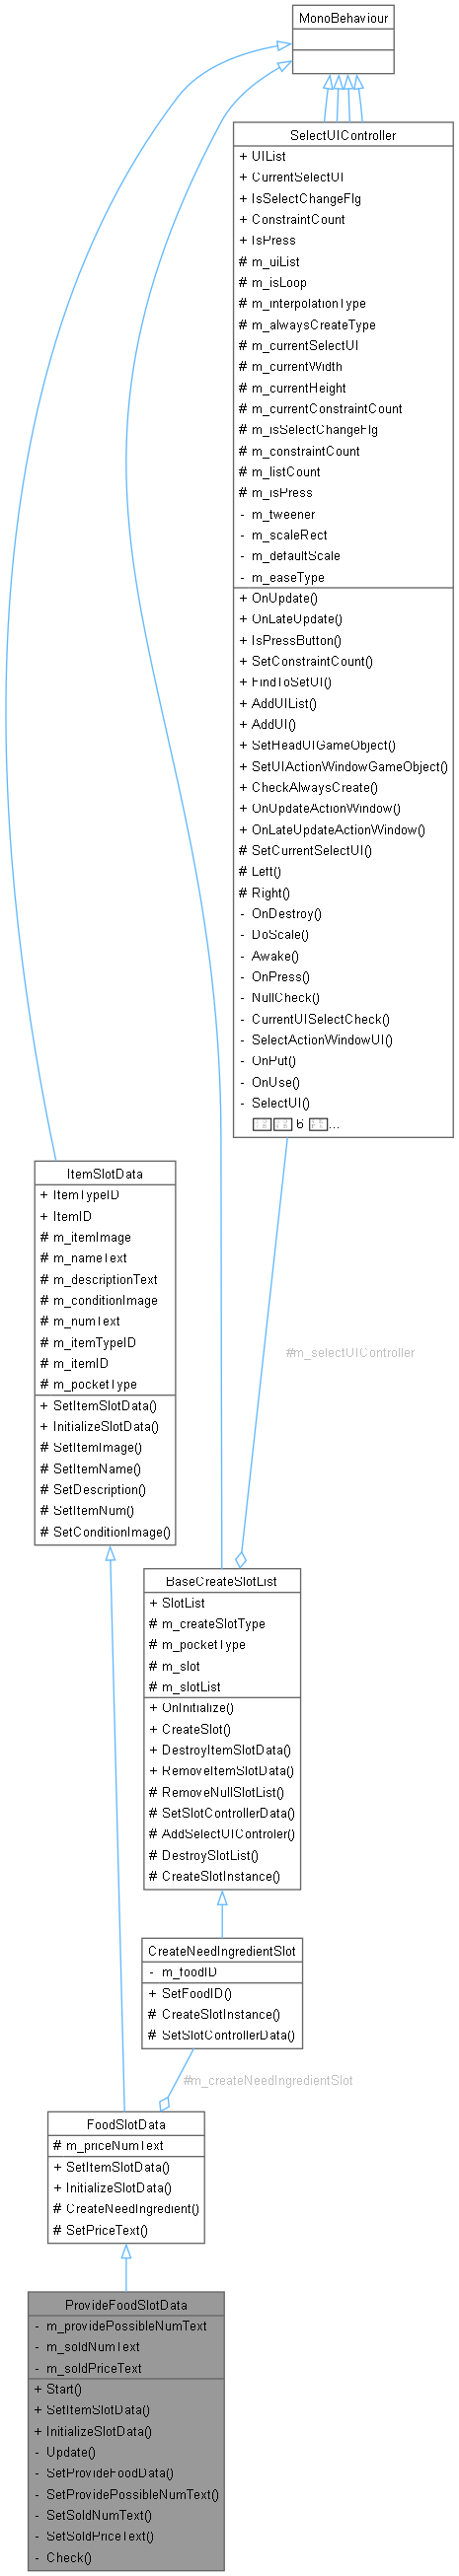 MonoBehaviour
SelectUIController
+ UIList
+ CurrentSelectUI
+ IsSelectChangeFlg
+ ConstraintCount
+ IsPress
# m_uiList
# m_isLoop
# m_interpolationType
# m_alwaysCreateType
# m_currentSelectUI
# m_currentWidth
# m_currentHeight
# m_currentConstraintCount
# m_isSelectChangeFlg
# m_constraintCount
# m_listCount
# m_isPress
- m_tweener
- m_scaleRect
- m_defaultScale
- m_easeType
+ OnUpdate()
+ OnLateUpdate()
+ IsPressButton()
+ SetConstraintCount()
+ FindToSetUI()
+ AddUIList()
+ AddUI()
+ SetHeadUIGameObject()
+ SetUIActionWindowGameObject()
+ CheckAlwaysCreate()
+ OnUpdateActionWindow()
+ OnLateUpdateActionWindow()
# SetCurrentSelectUI()
# Left()
# Right()
- OnDestroy()
- DoScale()
- Awake()
- OnPress()
- NullCheck()
- CurrentUISelectCheck()
- SelectActionWindowUI()
- OnPut()
- OnUse()
- SelectUI()
ItemSlotData
+ ItemTypeID
+ ItemID
# m_itemImage
# m_nameText
# m_descriptionText
# m_conditionImage
# m_numText
# m_itemTypeID
# m_itemID
# m_pocketType
+ SetItemSlotData()
+ InitializeSlotData()
# SetItemImage()
# SetItemName()
# SetDescription()
# SetItemNum()
# SetConditionImage()
#m_selectUIController
BaseCreateSlotList
+ SlotList
# m_createSlotType
# m_pocketType
# m_slot
# m_slotList
+ OnInitialize()
+ CreateSlot()
+ DestroyItemSlotData()
+ RemoveItemSlotData()
# RemoveNullSlotList()
# SetSlotControllerData()
# AddSelectUIControler()
# DestroySlotList()
# CreateSlotInstance()
CreateNeedIngredientSlot
- m_foodID
+ SetFoodID()
# CreateSlotInstance()
# SetSlotControllerData()
#m_createNeedIngredientSlot
FoodSlotData
# m_priceNumText
+ SetItemSlotData()
+ InitializeSlotData()
# CreateNeedIngredient()
# SetPriceText()
ProvideFoodSlotData
- m_providePossibleNumText
- m_soldNumText
- m_soldPriceText
+ Start()
+ SetItemSlotData()
+ InitializeSlotData()
- Update()
- SetProvideFoodData()
- SetProvidePossibleNumText()
- SetSoldNumText()
- SetSoldPriceText()
- Check()